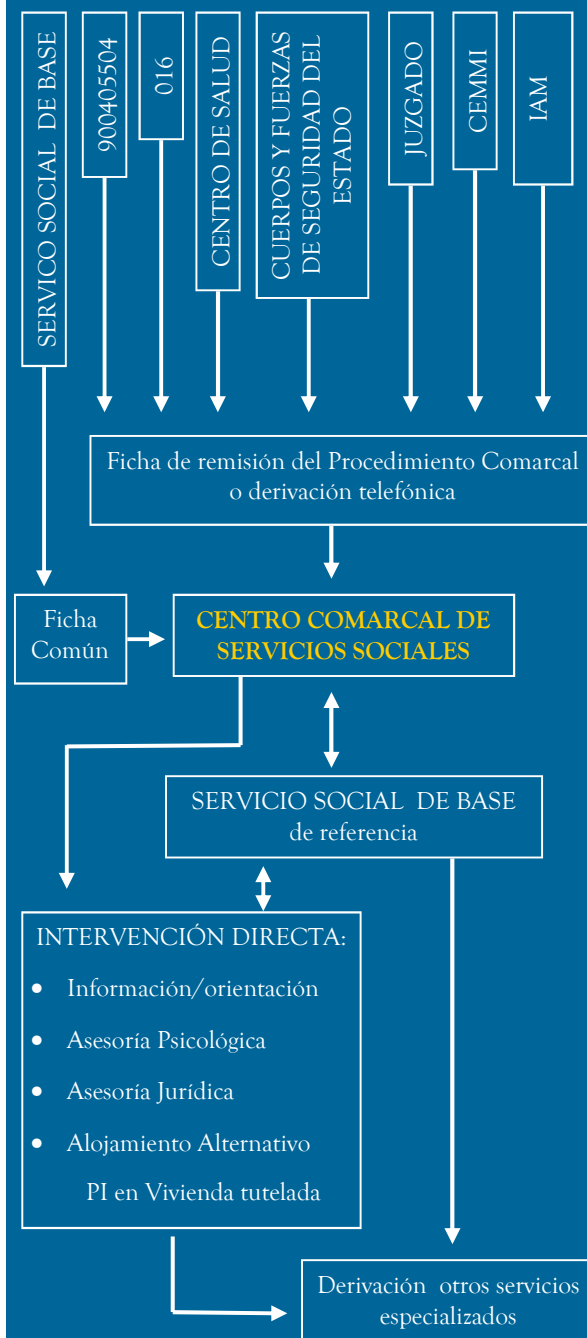 SERVICO SOCIAL DE BASE
900405504
016
CENTRO DE SALUD
CUERPOS Y FUERZAS
DE SEGURIDAD DEL
ESTADO
JUZGADO
CEMMI
IAM
Ficha de remisión del Procedimiento Comarcal
o derivación telefónica
Ficha
Común
CENTRO COMARCAL DE
SERVICIOS SOCIALES
SERVICIO SOCIAL DE BASE
de referencia
INTERVENCIÓN DIRECTA:
• Información/orientación
• Asesoría Psicológica
• Asesoría Jurídica
• Alojamiento Alternativo
PI en Vivienda tutelada
Derivación otros servicios
especializados